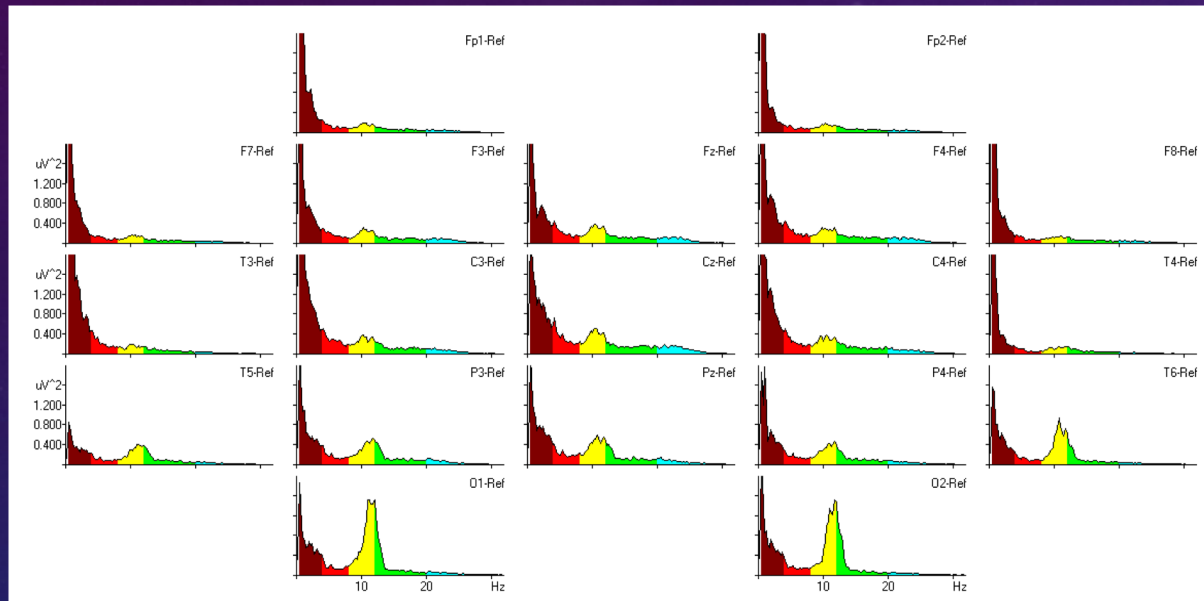 Fp1-Ref
Fp2-Ref
F7-Ref
F3-Ref
Fz-Ref
F4-Ref
F8-Ref
uV^2
1.200
0.800
0.400
T3-Ref
C3-Ref
Cz-Ref
C4-Ref
T4-Ref
uV^2
1.200
0.800
0.400
T5-Ref
P3-Ref
Pz-Ref
P4-Ref
T6-Ref
uV^2
1.200
0.800
0.400
O1-Ref
O2-Ref
10 20 Hz
10 20 Hz